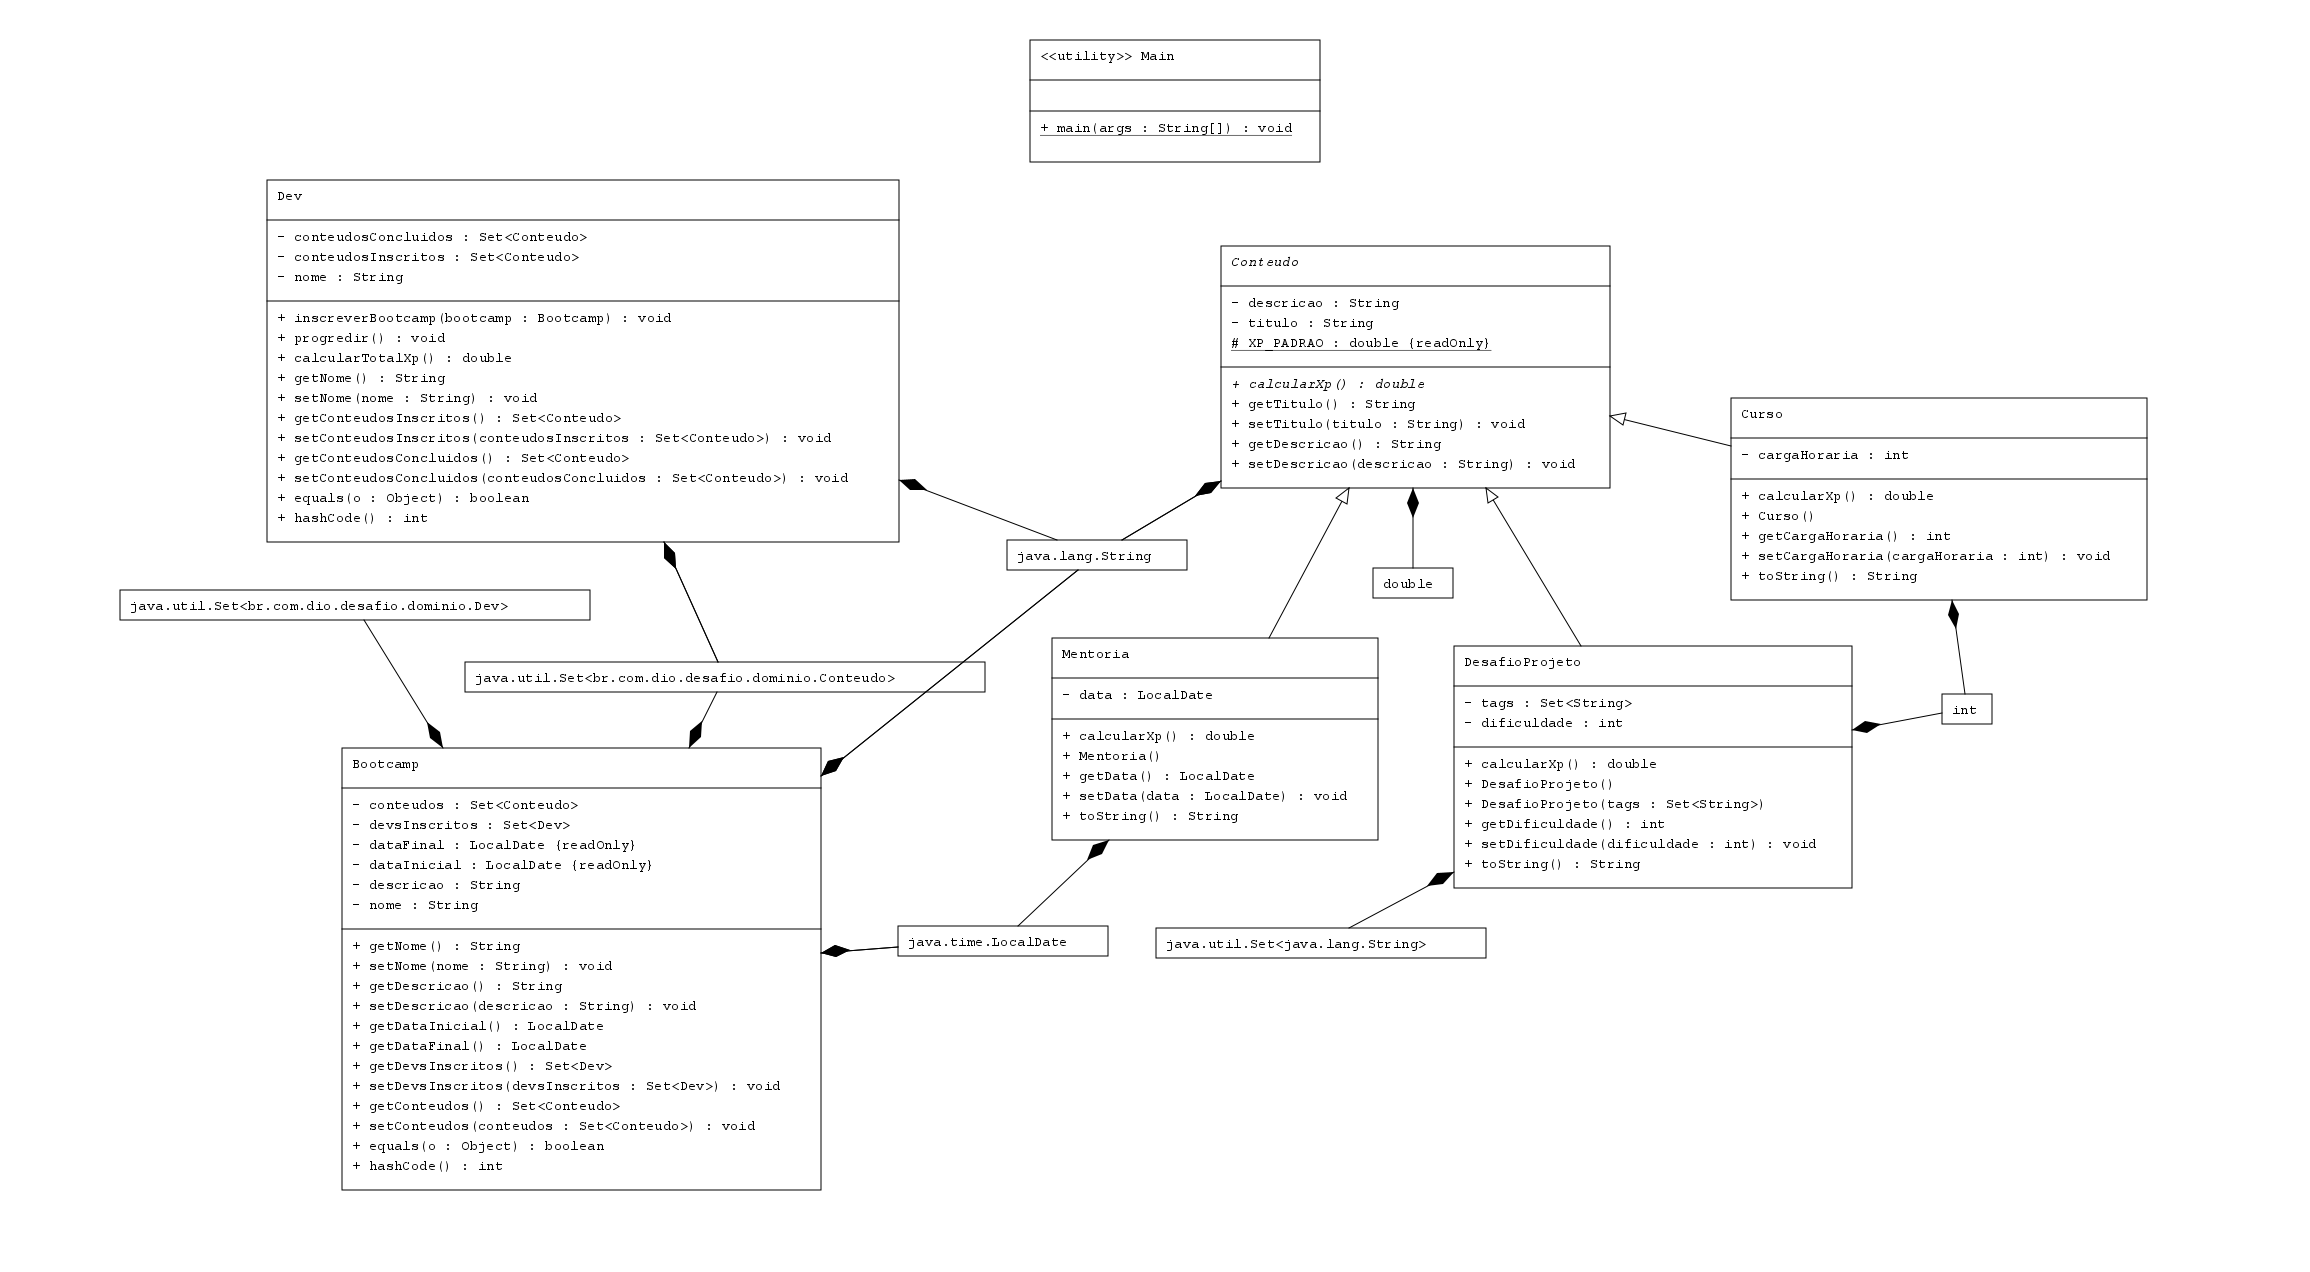 <<utility>> Main
+ main(args : String[]) : void
Dev
- conteudosConcluidos : Set<Conteudo>
- conteudosInscritos : Set<Conteudo>
- nome : String
+ inscreverBootcamp(bootcamp : Bootcamp) : void
+ progredir() : void
+ calcularTotalXp() : double
+ getNome() : String
+ setNome(nome : String) : void
+ getConteudosInscritos() : Set<Conteudo>
+ setConteudosInscritos(conteudosInscritos : Set<Conteudo>) : void
+ getConteudosConcluidos() : Set<Conteudo>
+ setConteudosConcluidos(conteudosConcluidos : Set<Conteudo>) : void
+ equals(o : Object) : boolean
+ hashCode() : int
Conteudo
- descricao : String
- titulo : String
# XP_PADRAO : double {readOnly}
+ calcularXp() : double
+ getTitulo() : String
+ setTitulo(titulo : String) : void
+ getDescricao() : String
+ setDescricao(descricao : String) : void
Curso
- cargaHoraria : int
+ calcularXp() : double
+ Curso()
+ getCargaHoraria() : int
+ setCargaHoraria(cargaHoraria : int) : void
+ toString() : String
java.lang.String
double
java.util.Set<br.com.dio.desafio.dominio.Dev>
java.util.Set<br.com.dio.desafio.dominio.Conteudo>
Mentoria
- data : LocalDate
+ calcularXp() : double
+ Mentoria()
+ getData() : LocalDate
+ setData(data : LocalDate) : void
+ toString() : String
DesafioProjeto
- tags : Set<String>
- dificuldade : int
+ calcularXp() : double
+ DesafioProjeto()
+ DesafioProjeto(tags : Set<String>)
+ getDificuldade() : int
+ setDificuldade(dificuldade : int) : void
+ toString() : String
int
Bootcamp
- conteudos : Set<Conteudo>
- devsInscritos : Set<Dev>
- dataFinal : LocalDate {readOnly}
- dataInicial : LocalDate {readOnly}
- descricao : String
- nome : String
+ getNome() : String
+ setNome(nome : String) : void
+ getDescricao() : String
+ setDescricao(descricao : String) : void
+ getDataInicial() : LocalDate
+ getDataFinal() : LocalDate
+ getDevsInscritos() : Set<Dev>
+ setDevsInscritos(devsInscritos : Set<Dev>) : void
+ getConteudos() : Set<Conteudo>
+ setConteudos(conteudos : Set<Conteudo>) : void
+ equals(o : Object) : boolean
+ hashCode() : int
java.time.LocalDate
java.util.Set<java.lang.String>